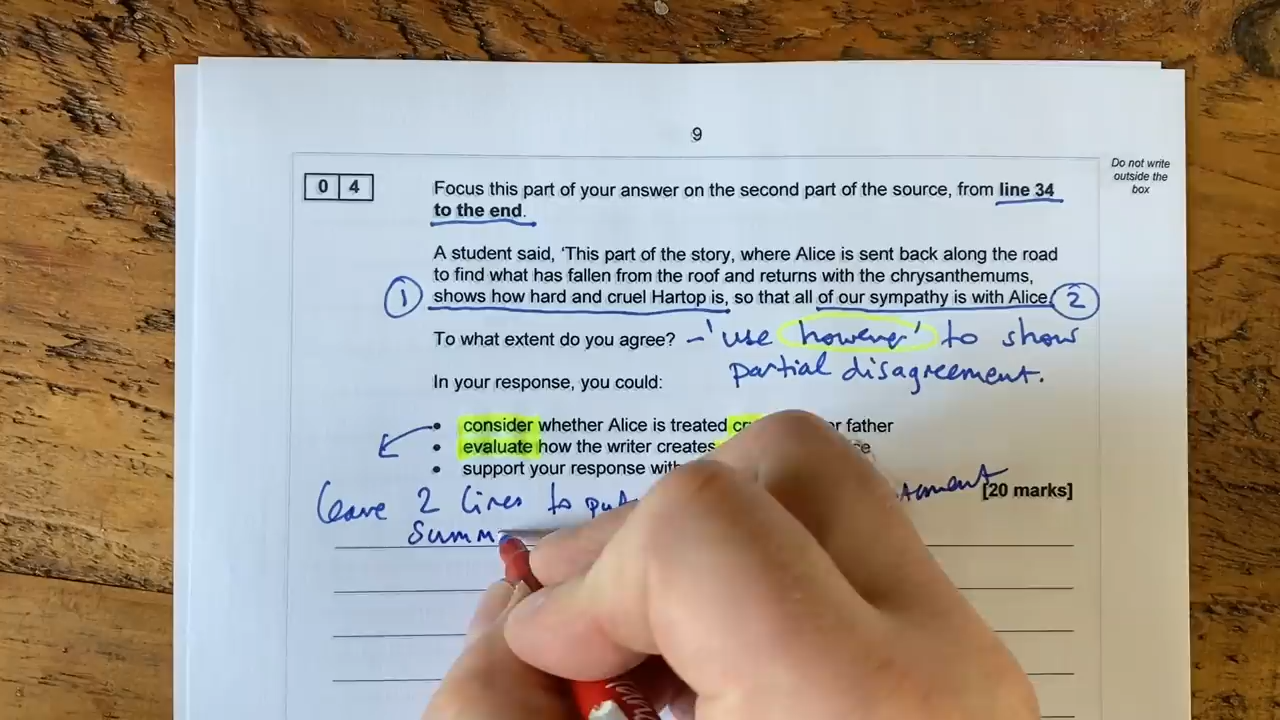 9
Do not write
outside the
box
0 4
Focus this part of your answer on the second part of the source, from line 34
to the end.
A student said, ‘This part of the story, where Alice is sent back along the road
to find what has fallen from the roof and returns with the chrysanthemums,
1 shows how hard and cruel Hartop is, so that all of our sympathy is with Alice. 2
To what extent do you agree? – 'use however' to show
partial disagreement.
In your response, you could:
• consider whether Alice is treated father
• evaluate how the writer creates
• support your response with
leave 2 lines to put [20 marks]